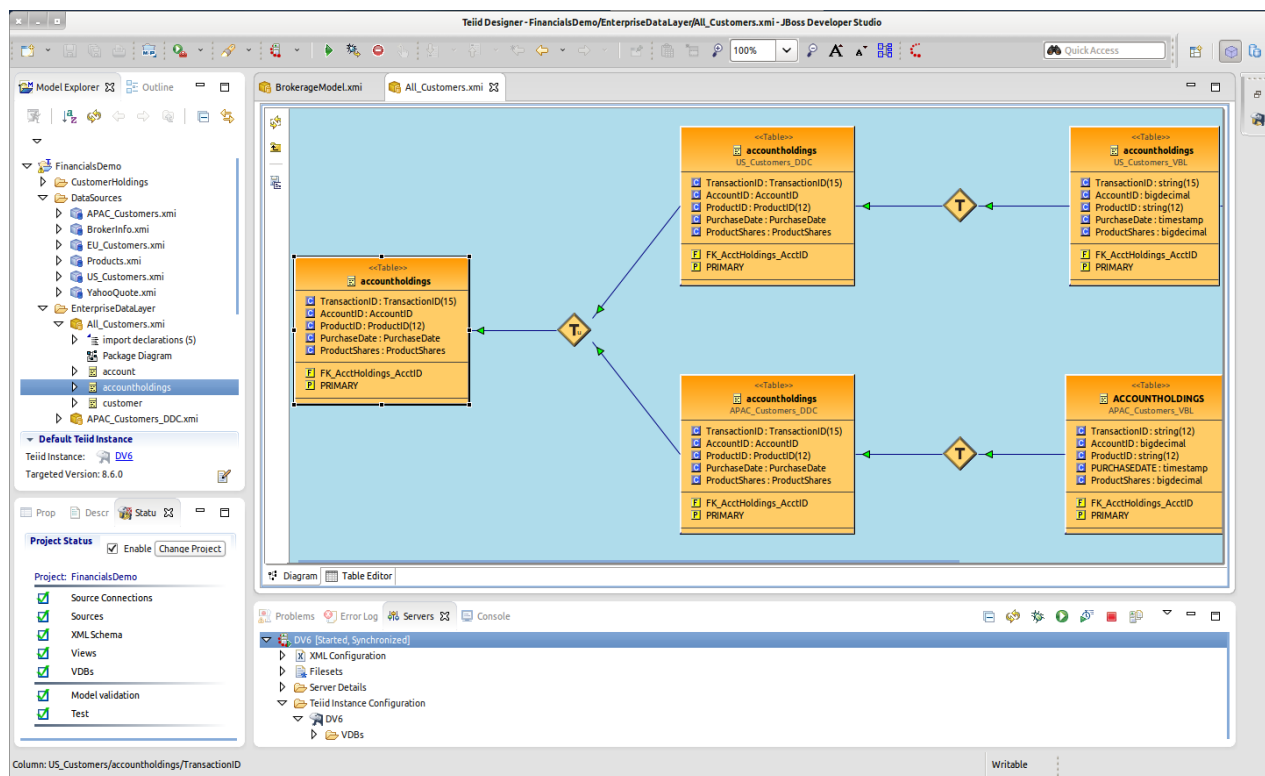 Teiid Designer - FinancialsDemo/EnterpriseDataLayer/All_Customers.xmi - JBoss Developer Studio
100%
Quick Access
Model Explorer
Outline
FinancialsDemo
CustomerHoldings
DataSources
APAC_Customers.xmi
BrokerInfo.xmi
EU_Customers.xmi
Products.xmi
US_Customers.xmi
YahooQuote.xmi
EnterpriseDataLayer
All_Customers.xmi
import declarations (5)
Package Diagram
account
accountholdings
customer
APAC_Customers_DDC.xmi
Default Teiid Instance
Teiid Instance: DV6
Targeted Version: 8.6.0
Prop Descr Statu
Project Status
Enable Change Project
Project: FinancialsDemo
Source Connections
Sources
XML Schema
Views
VDBs
Model validation
Test
BrokerageModel.xmi All_Customers.xmi
<<Table>>
accountholdings
TransactionID : TransactionID(15)
AccountID : AccountID
ProductID : ProductID(12)
PurchaseDate : PurchaseDate
ProductShares : ProductShares
FK_AcctHoldings_AcctID
PRIMARY
Tu
<<Table>>
accountholdings
US_Customers_DDC
TransactionID : TransactionID(15)
AccountID : AccountID
ProductID : ProductID(12)
PurchaseDate : PurchaseDate
ProductShares : ProductShares
FK_AcctHoldings_AcctID
PRIMARY
T
<<Table>>
accountholdings
US_Customers_VBL
TransactionID : string(15)
AccountID : bigdecimal
ProductID : string(12)
PurchaseDate : timestamp
ProductShares : bigdecimal
FK_AcctHoldings_AcctID
PRIMARY
<<Table>>
accountholdings
APAC_Customers_DDC
TransactionID : TransactionID(15)
AccountID : AccountID
ProductID : ProductID(12)
PurchaseDate : PurchaseDate
ProductShares : ProductShares
FK_AcctHoldings_AcctID
PRIMARY
T
<<Table>>
ACCOUNTHOLDINGS
APAC_Customers_VBL
TransactionID : string(12)
AccountID : bigdecimal
ProductID : string(12)
PURCHASEDATE : timestamp
ProductShares : bigdecimal
FK_AcctHoldings_AcctID
PRIMARY
Diagram Table Editor
Problems Error Log Servers Console
DV6 [Started, Synchronized]
XML Configuration
Filesets
Server Details
Teiid Instance Configuration
DV6
VDBs
Column: US_Customers/accountholdings/TransactionID
Writable